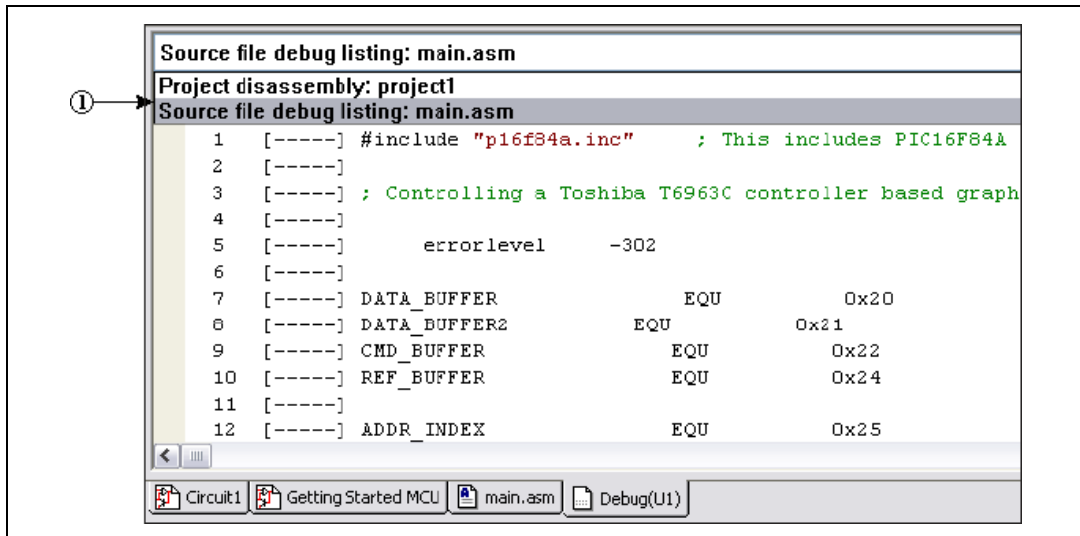 Source file debug listing: main.asm
①
Project disassembly: project1
Source file debug listing: main.asm
1 [-----] #include "p16f84a.inc" ; This includes PIC16F84A
2 [-----]
3 [-----] ; Controlling a Toshiba T6963C controller based graph
4 [-----]
5 [-----] errorlevel -302
6 [-----]
7 [-----] DATA_BUFFER EQU 0x20
8 [-----] DATA_BUFFER2 EQU 0x21
9 [-----] CMD_BUFFER EQU 0x22
10 [-----] REF_BUFFER EQU 0x24
11 [-----]
12 [-----] ADDR_INDEX EQU 0x25
Circuit1 Getting Started MCU main.asm Debug(U1)